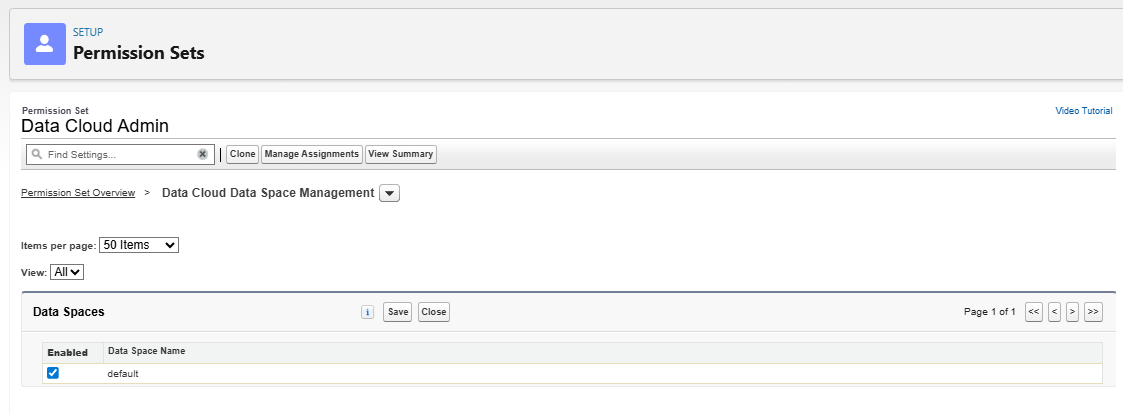 SETUP
Permission Sets
Permission Set
Data Cloud Admin
Video Tutorial
Find Settings...
Clone
Manage Assignments
View Summary
Permission Set Overview > Data Cloud Data Space Management
Items per page: 50 Items
View: All
Data Spaces
i
Save
Close
Page 1 of 1
<<
<
>
>>
Enabled
Data Space Name
default